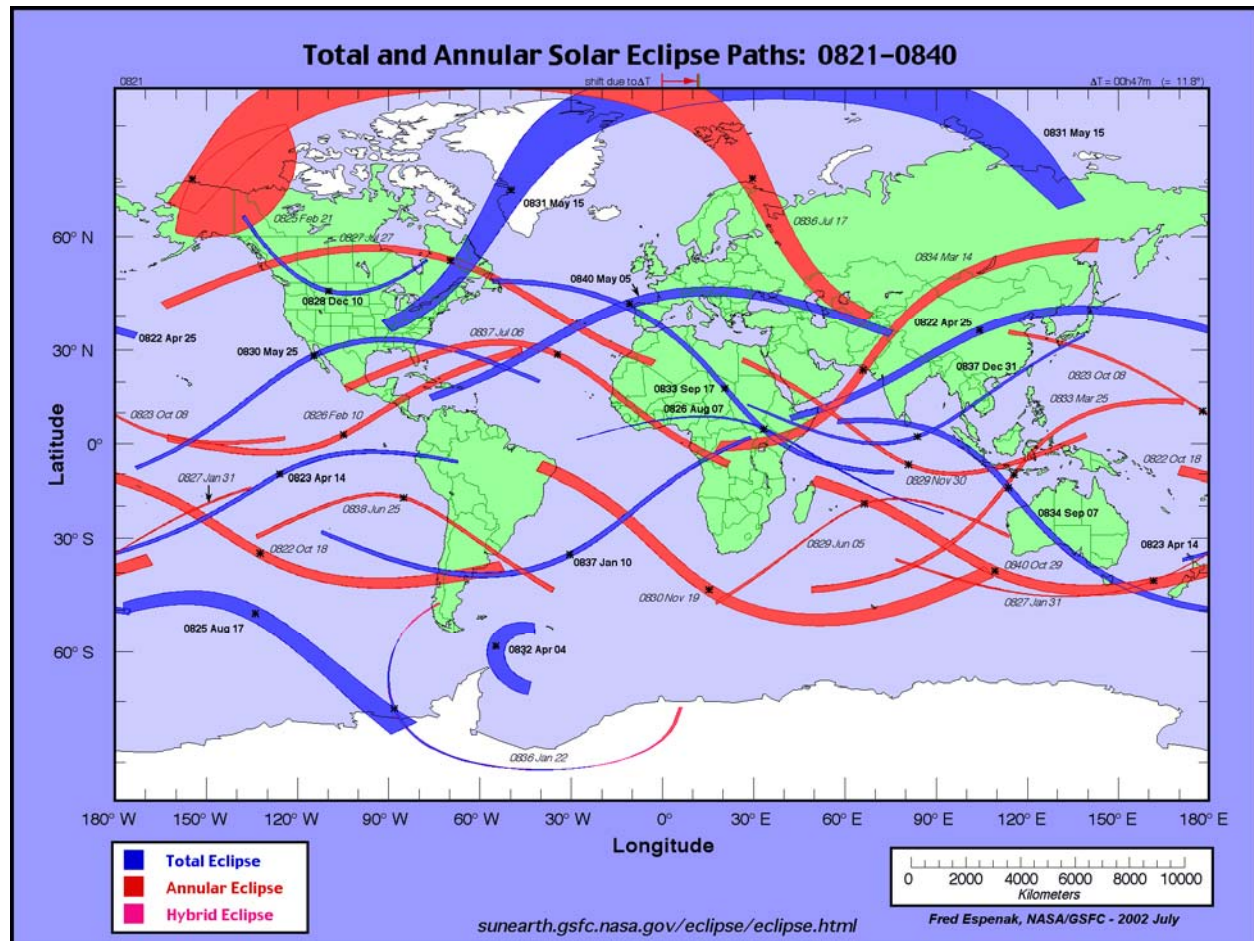 Total and Annular Solar Eclipse Paths: 0821–0840
0821
shift due to ΔT
ΔT = 00h47m (= 11.8°)
0831 May 15
0831 May 15
0825 Feb 21
0836 Jul 17
60° N
0827 Jul 27
0834 Mar 14
0840 May 05
0828 Dec 10
0822 Apr 25
0822 Apr 25
0837 Jul 06
0830 May 25
30° N
0837 Dec 31
0823 Oct 08
0833 Sep 17
0833 Mar 25
0826 Aug 07
0823 Oct 08
0826 Feb 10
0°
0822 Oct 18
0827 Jan 31
0823 Apr 14
0829 Nov 30
0838 Jun 25
0834 Sep 07
30° S
0829 Jun 05
0823 Apr 14
0822 Oct 18
0837 Jan 10
0840 Oct 29
0830 Nov 19
0827 Jan 31
0825 Aug 17
0832 Apr 04
60° S
0836 Jan 22
Latitude
180° W 150° W 120° W 90° W 60° W 30° W 0° 30° E 60° E 90° E 120° E 150° E 180° E
Longitude
Total Eclipse
Annular Eclipse
Hybrid Eclipse
0 2000 4000 6000 8000 10000
Kilometers
sunearth.gsfc.nasa.gov/eclipse/eclipse.html
Fred Espenak, NASA/GSFC - 2002 July